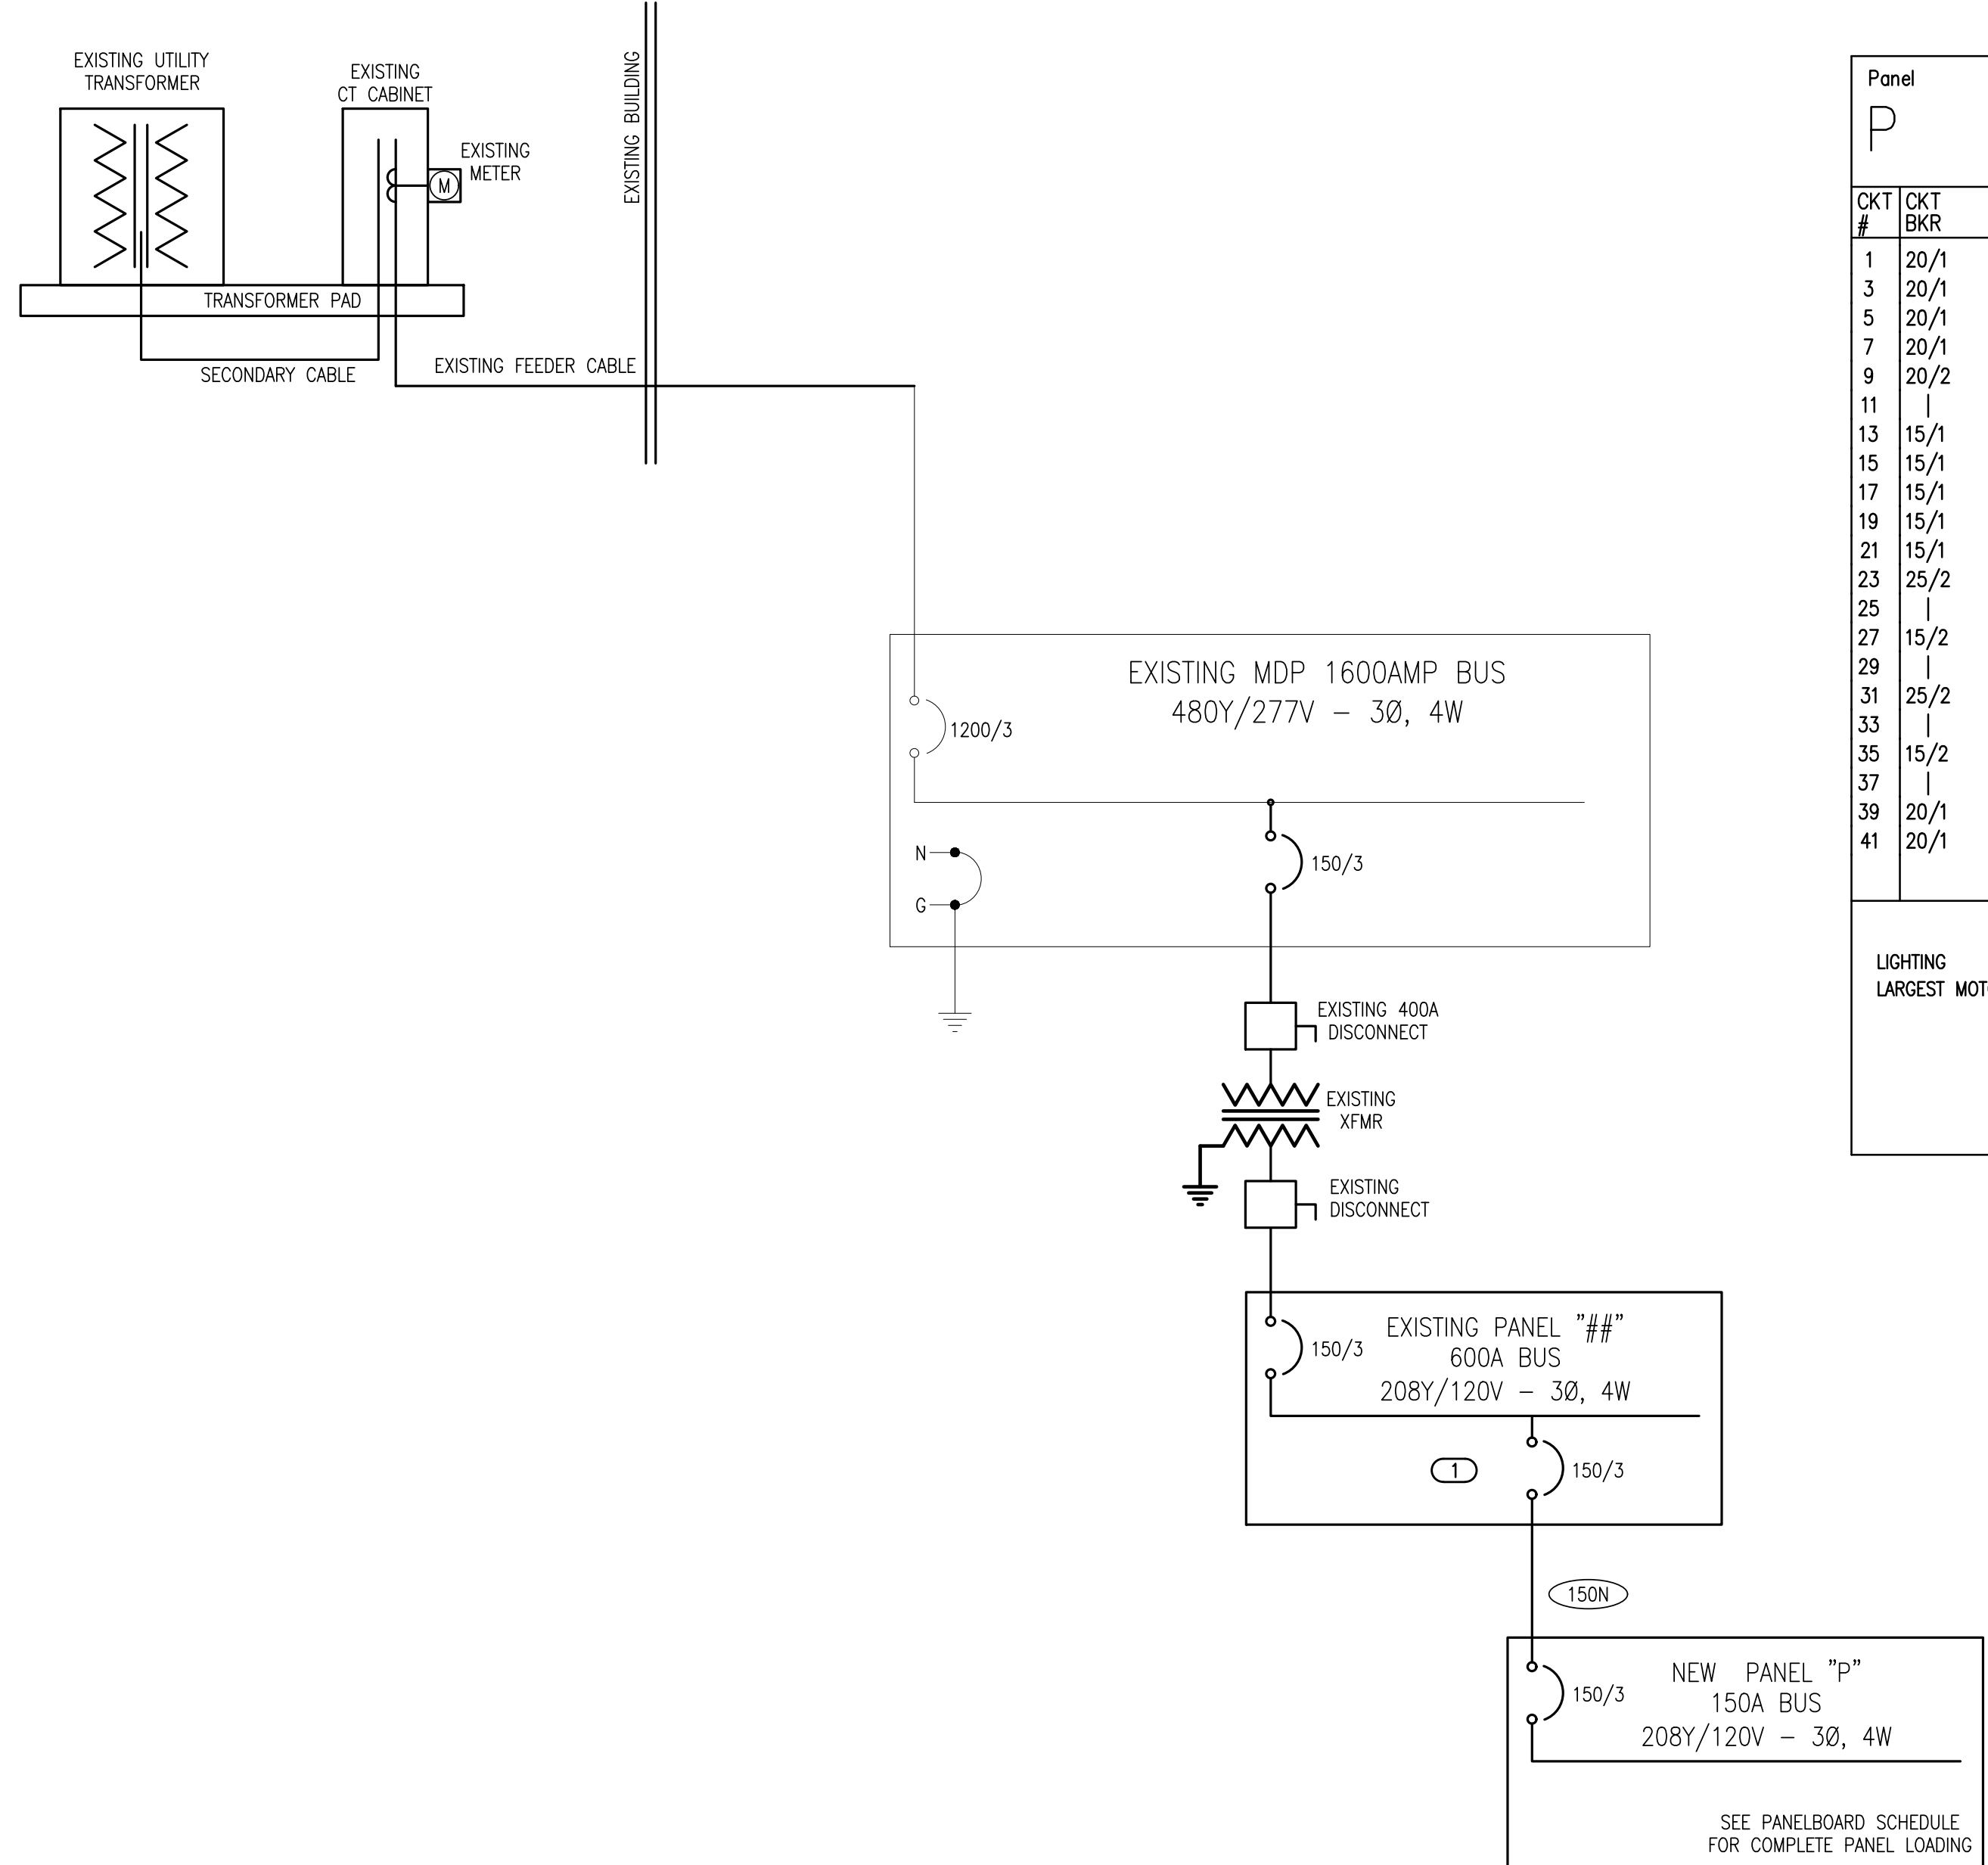 EXISTING UTILITY
TRANSFORMER
EXISTING
CT CABINET
EXISTING
METER
M
TRANSFORMER PAD
SECONDARY CABLE
EXISTING FEEDER CABLE
EXISTING BUILDING
EXISTING MDP 1600AMP BUS
480Y/277V – 3Ø, 4W
1200/3
N
G
150/3
EXISTING 400A
DISCONNECT
EXISTING
XFMR
EXISTING
DISCONNECT
EXISTING PANEL "##"
600A BUS
208Y/120V – 3Ø, 4W
150/3
1
150/3
150N
NEW PANEL "P"
150A BUS
208Y/120V – 3Ø, 4W
150/3
SEE PANELBOARD SCHEDULE
FOR COMPLETE PANEL LOADING
Panel
P
CKT CKT
# BKR
1 20/1
3 20/1
5 20/1
7 20/1
9 20/2
11 |
13 15/1
15 15/1
17 15/1
19 15/1
21 15/1
23 25/2
25 |
27 15/2
29 |
31 25/2
33 |
35 15/2
37 |
39 20/1
41 20/1
LIGHTING
LARGEST MOT